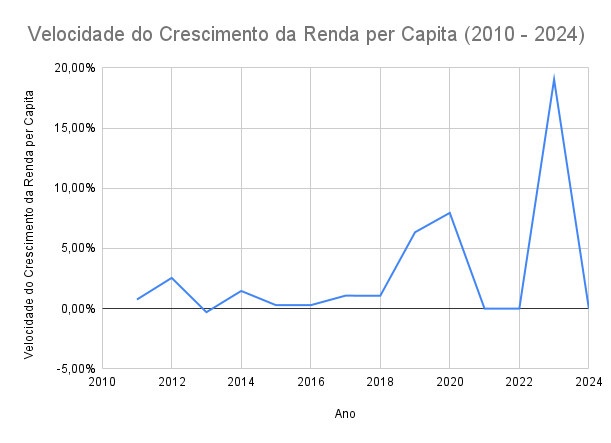 Velocidade do Crescimento da Renda per Capita (2010 - 2024)
Velocidade do Crescimento da Renda per Capita
20,00%
15,00%
10,00%
5,00%
0,00%
-5,00%
2010 2012 2014 2016 2018 2020 2022 2024
Ano